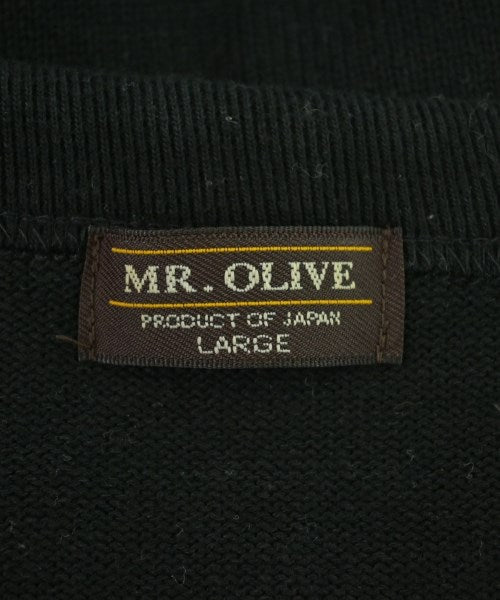 MR. OLIVE
PRODUCT OF JAPAN
LARGE